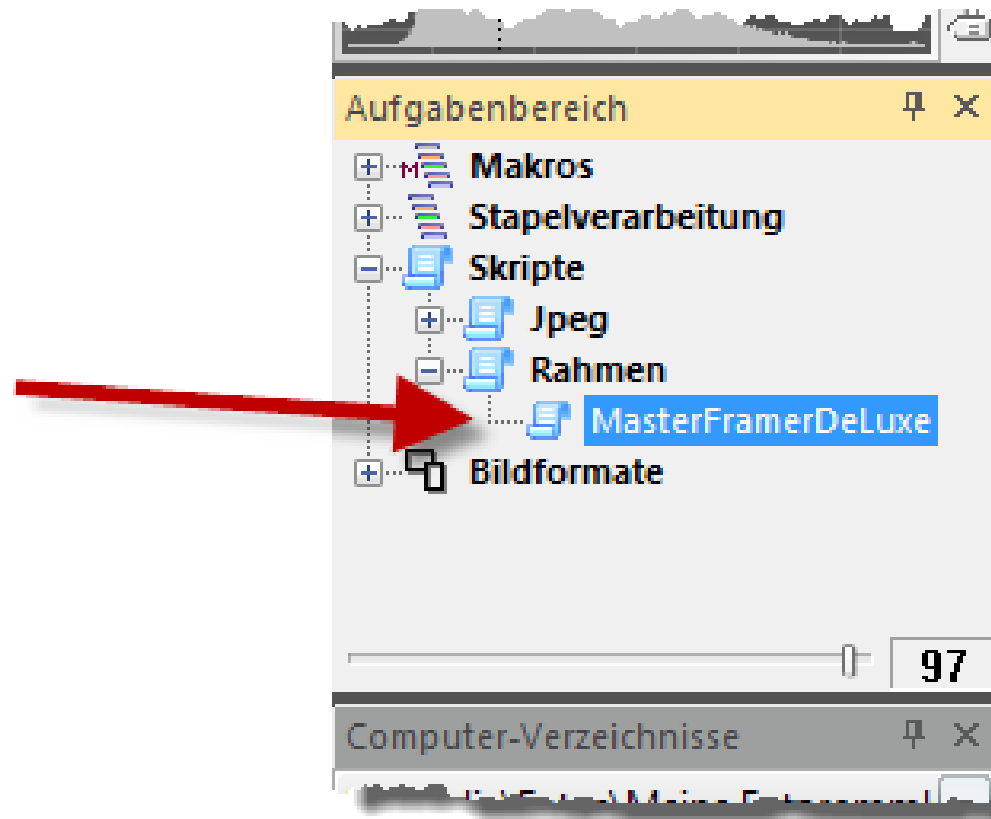 Aufgabenbereich
Makros
Stapelverarbeitung
Skripte
Jpeg
Rahmen
MasterFramerDeLuxe
Bildformate
97
Computer-Verzeichnisse